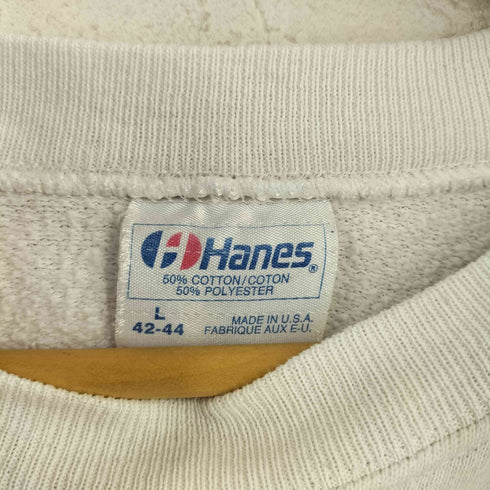 Hanes®
50% COTTON/COTON
50% POLYESTER
L
42-44
MADE IN U.S.A.
FABRIQUE AUX E-U.